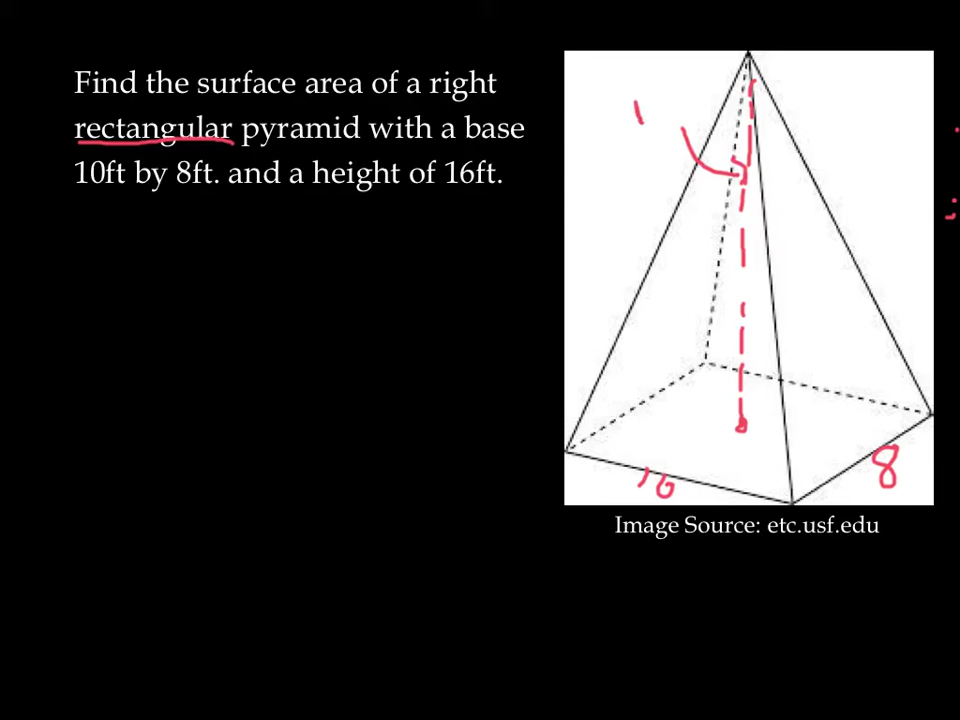 Find the surface area of a right
rectangular pyramid with a base
10ft by 8ft. and a height of 16ft.
8
Image Source: etc.usf.edu